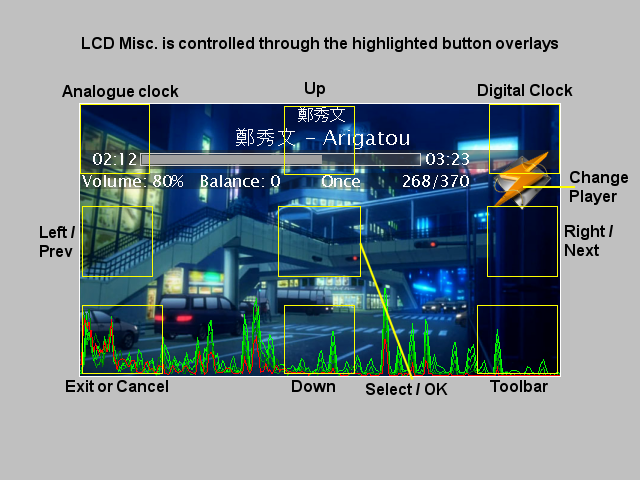 LCD Misc. is controlled through the highlighted button overlays
Analogue clock
Up
Digital Clock
鄭秀文
鄭秀文 - Arigatou
02:12
03:23
Volume: 80% Balance: 0 Once 268/370
Change
Player
Left /
Prev
Right /
Next
Exit or Cancel
Down
Select / OK
Toolbar